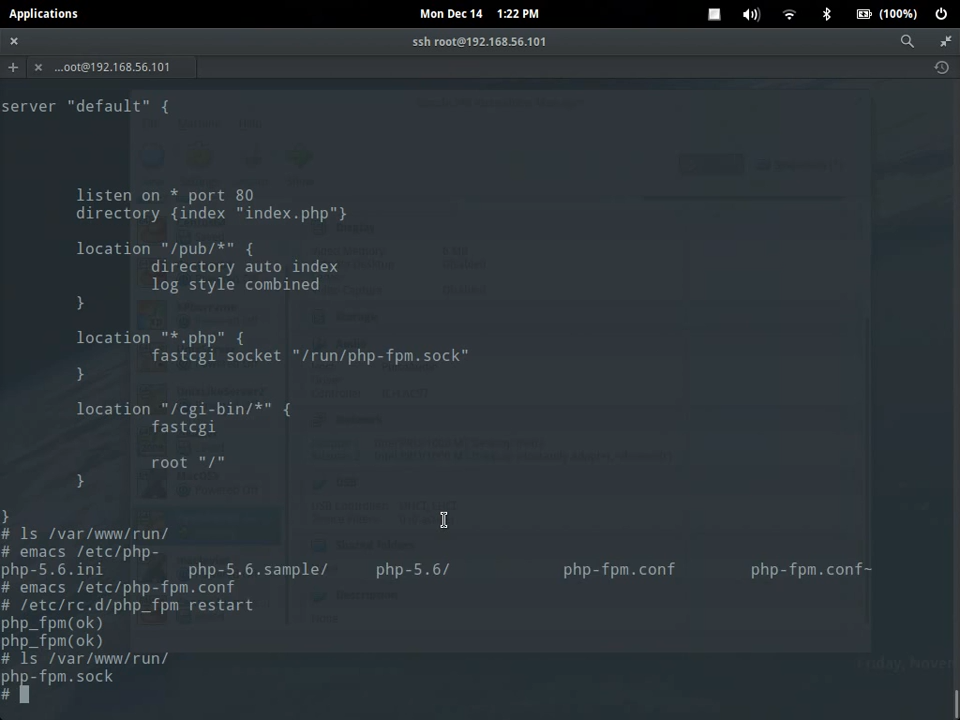 Applications
Mon Dec 14 1:22 PM
(100%)
ssh root@192.168.56.101
...oot@192.168.56.101
server "default" {
listen on * port 80
directory {index "index.php"}
location "/pub/*" {
directory auto index
log style combined
}
location "*.php" {
fastcgi socket "/run/php-fpm.sock"
}
location "/cgi-bin/*" {
fastcgi
root "/"
}
}
# ls /var/www/run/
# emacs /etc/php-
php-5.6.ini php-5.6.sample/ php-5.6/ php-fpm.conf php-fpm.conf~
# emacs /etc/php-fpm.conf
# /etc/rc.d/php_fpm restart
php_fpm(ok)
php_fpm(ok)
# ls /var/www/run/
php-fpm.sock
#